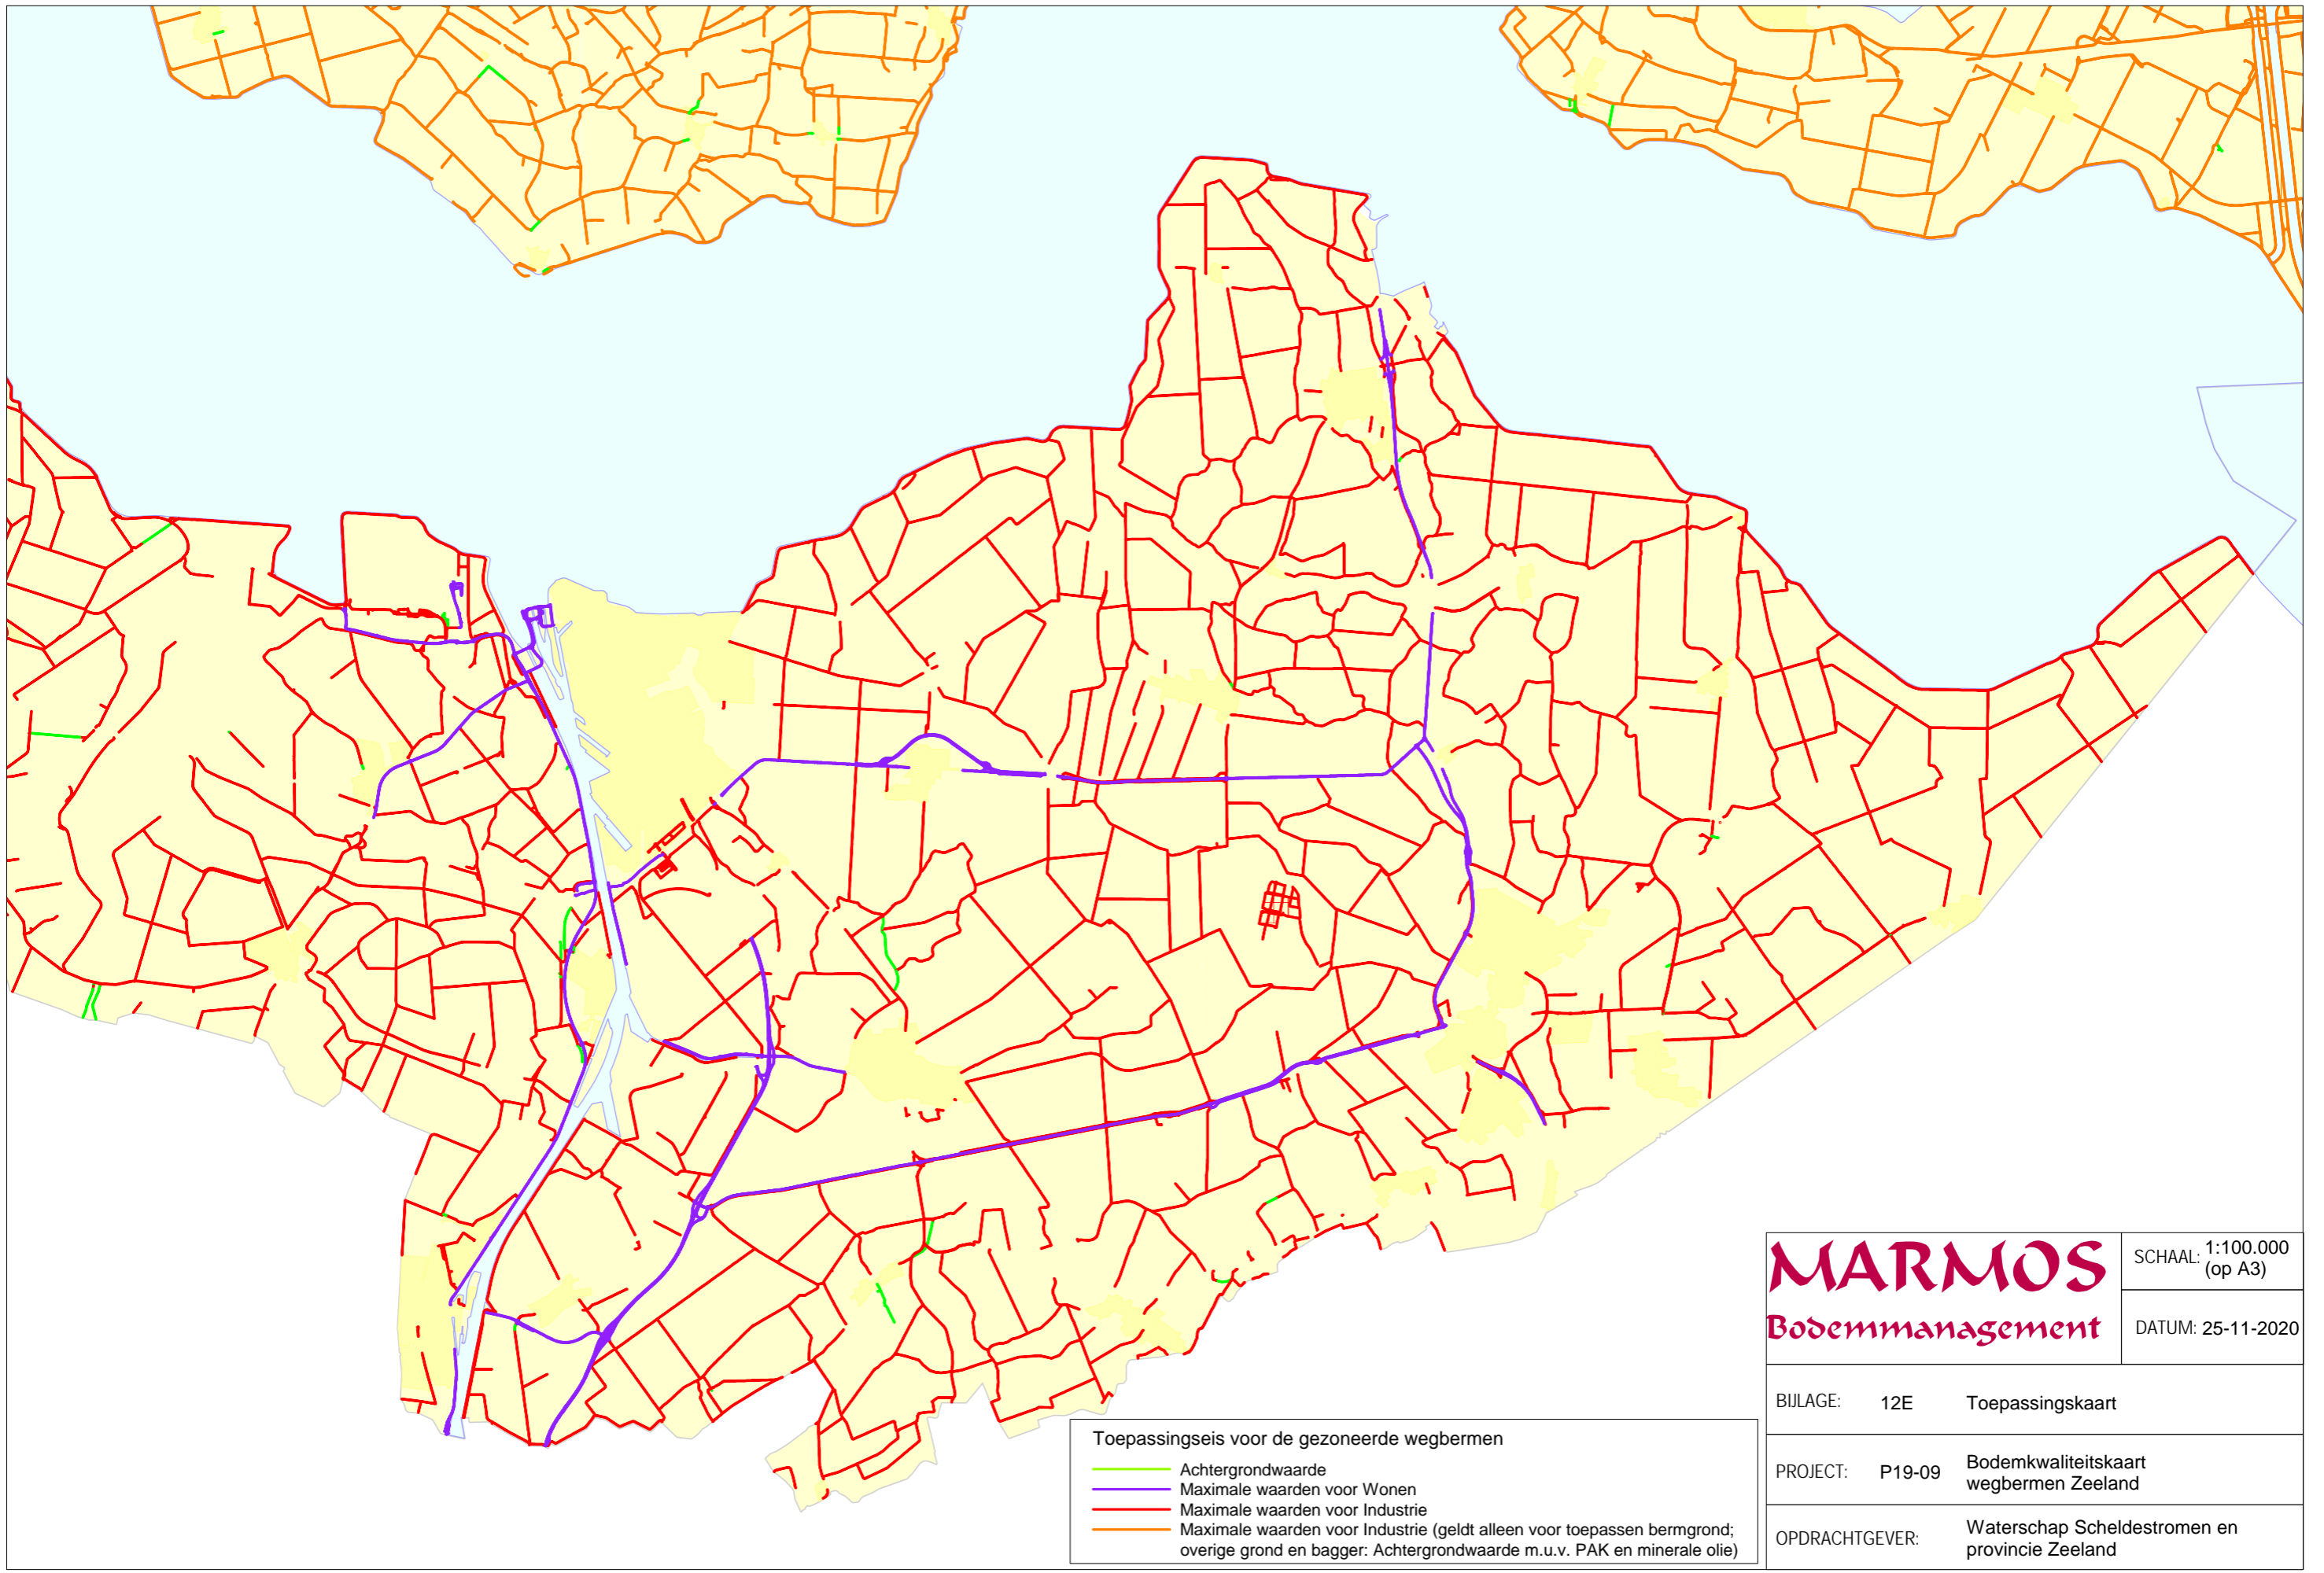 MARMOS
Bodemmanagement
SCHAAL: 1:100.000
(op A3)
DATUM: 25-11-2020
BIJLAGE: 12E Toepassingskaart
PROJECT: P19-09 Bodemkwaliteitskaart
wegbermen Zeeland
OPDRACHTGEVER: Waterschap Scheldestromen en
provincie Zeeland
Toepassingseis voor de gezoneerde wegbermen
Achtergrondwaarde
Maximale waarden voor Wonen
Maximale waarden voor Industrie
Maximale waarden voor Industrie (geldt alleen voor toepassen bermgrond;
overige grond en bagger: Achtergrondwaarde m.u.v. PAK en minerale olie)